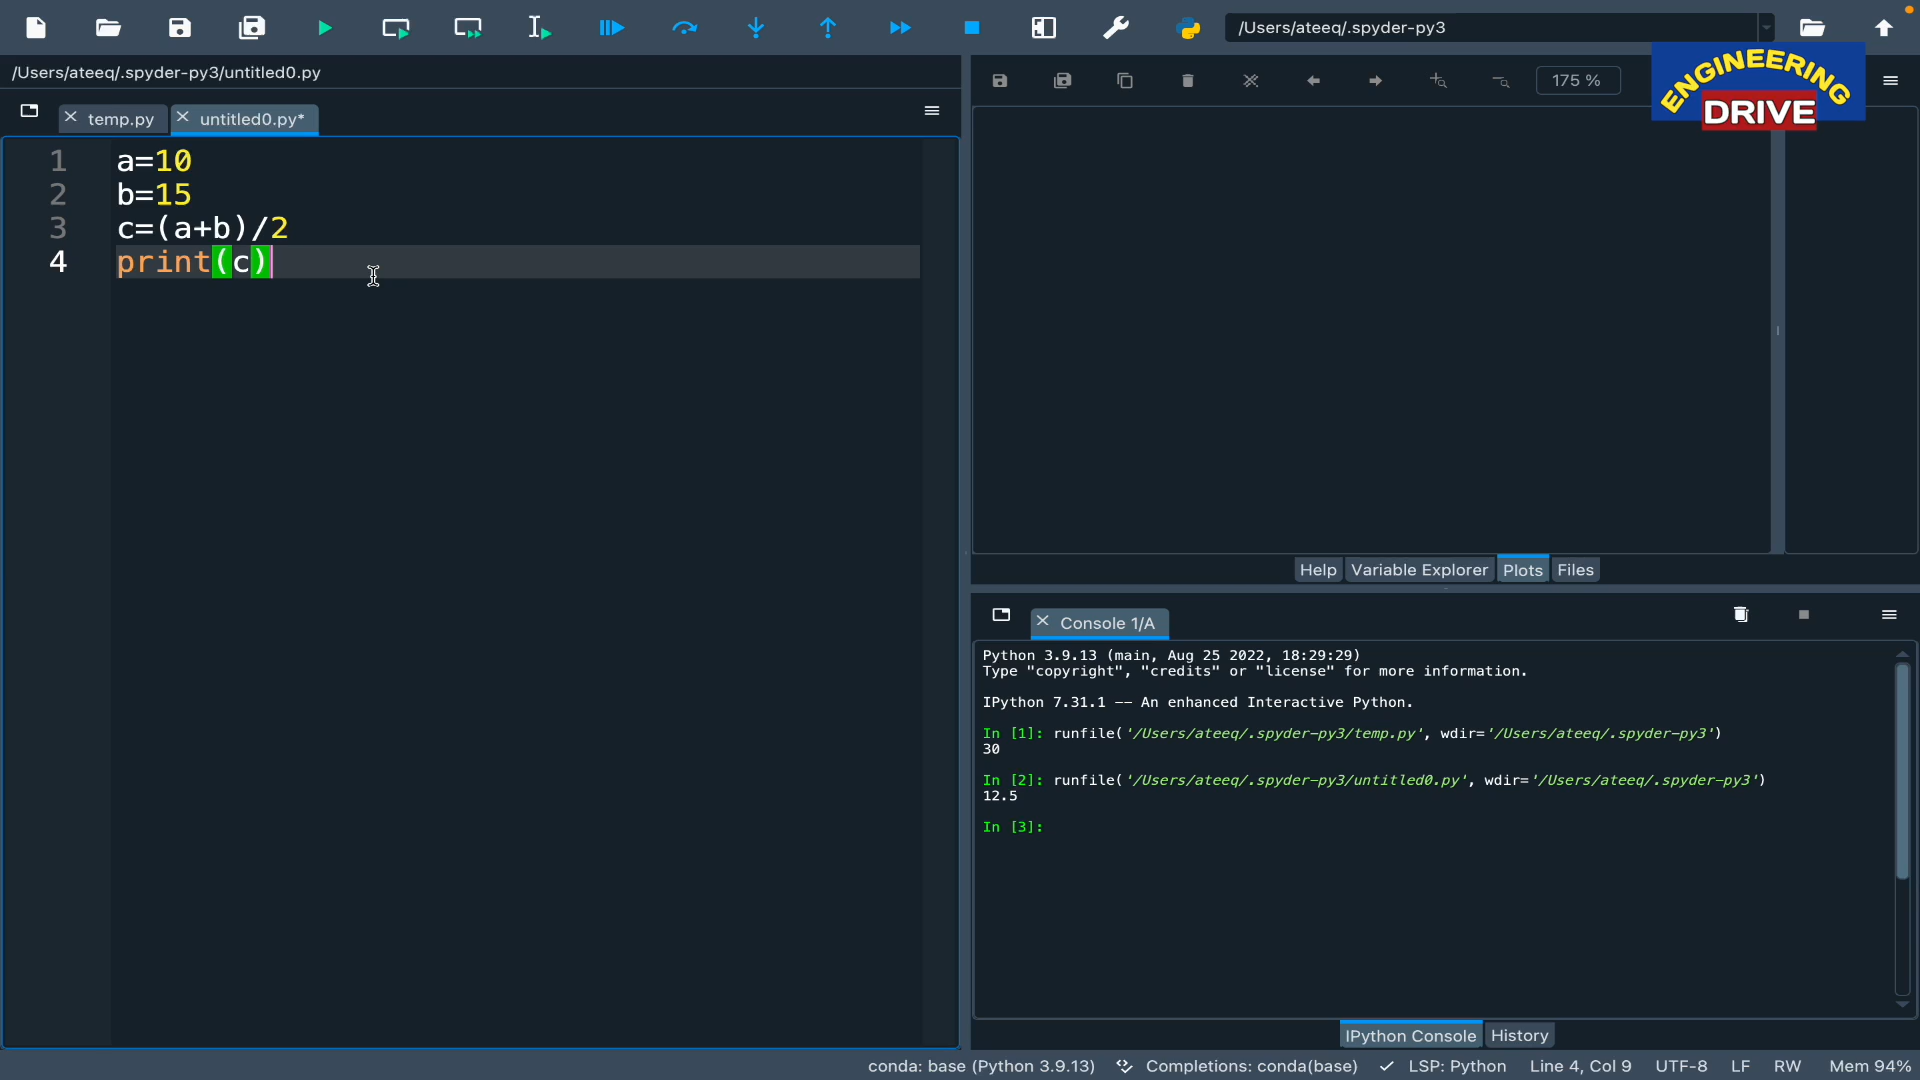 /Users/ateeq/.spyder-py3
/Users/ateeq/.spyder-py3/untitled0.py
ENGINEERING
DRIVE
175 %
temp.py
untitled0.py*
1 a=10
2 b=15
3 c=(a+b)/2
4 print(c)
Help Variable Explorer Plots Files
Console 1/A
Python 3.9.13 (main, Aug 25 2022, 18:29:29)
Type "copyright", "credits" or "license" for more information.
IPython 7.31.1 -- An enhanced Interactive Python.
In [1]: runfile('/Users/ateeq/.spyder-py3/temp.py', wdir='/Users/ateeq/.spyder-py3')
30
In [2]: runfile('/Users/ateeq/.spyder-py3/untitled0.py', wdir='/Users/ateeq/.spyder-py3')
12.5
In [3]:
IPython Console History
conda: base (Python 3.9.13) Completions: conda(base) LSP: Python Line 4, Col 9 UTF-8 LF RW Mem 94%